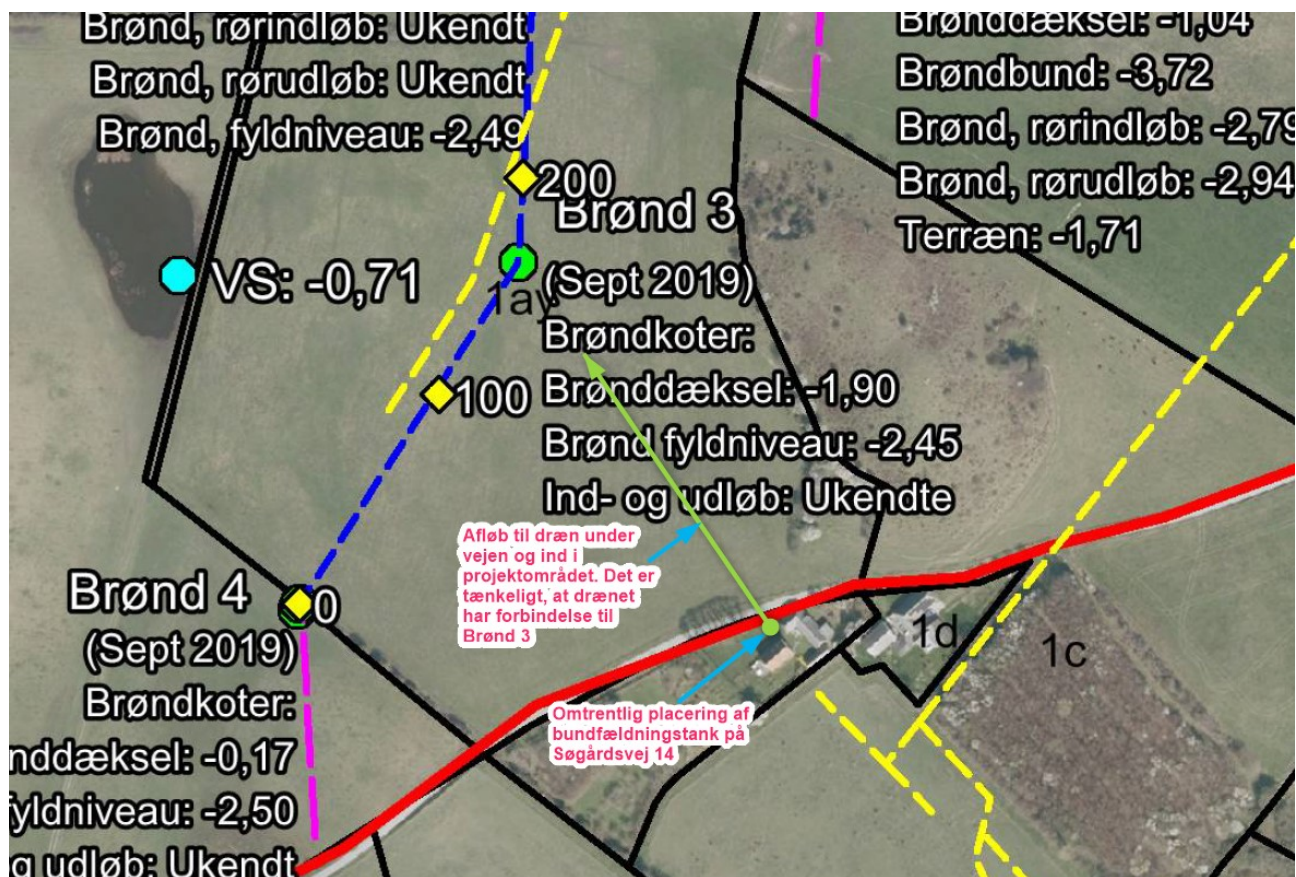 Brønd, rørindløb: Ukendt
Brønd, rørudløb: Ukendt
Brønd, fyldniveau: -2,49
Brønddæksel: -1,04
Brøndbund: -3,72
Brønd, rørindløb: -2,79
Brønd, rørudløb: -2,94
Terræn: -1,71
200
VS: -0,71
1ay
Brønd 3
(Sept 2019)
Brøndkoter:
Brønddæksel: -1,90
Brønd fyldniveau: -2,45
Ind- og udløb: Ukendte
100
Afløb til dræn under
vejen og ind i
projektområdet. Det er
tænkeligt, at drænet
har forbindelse til
Brønd 3
1d
1c
Omtrentlig placering af
bundfældningstank på
Søgårdsvej 14
0
Brønd 4
(Sept 2019)
Brøndkoter:
nddæksel: -0,17
fyldniveau: -2,50
g udløb: Ukendt